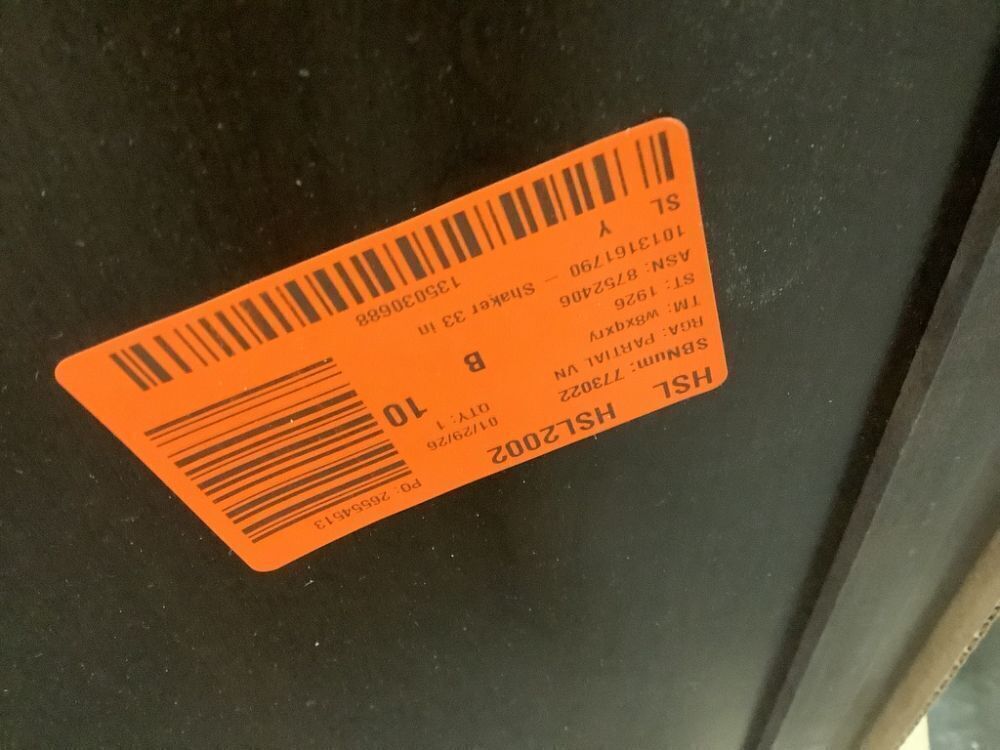 HSL HSL2002
SBNum: 773022
RGA: PARTIAL VN
TM: w8xqxry
ST: 1926
ASN: 8752406
1013161790 – Shaker 33 in
SL Y
135030688
01/29/26
QTY: 1
B 10
PO: 26554513